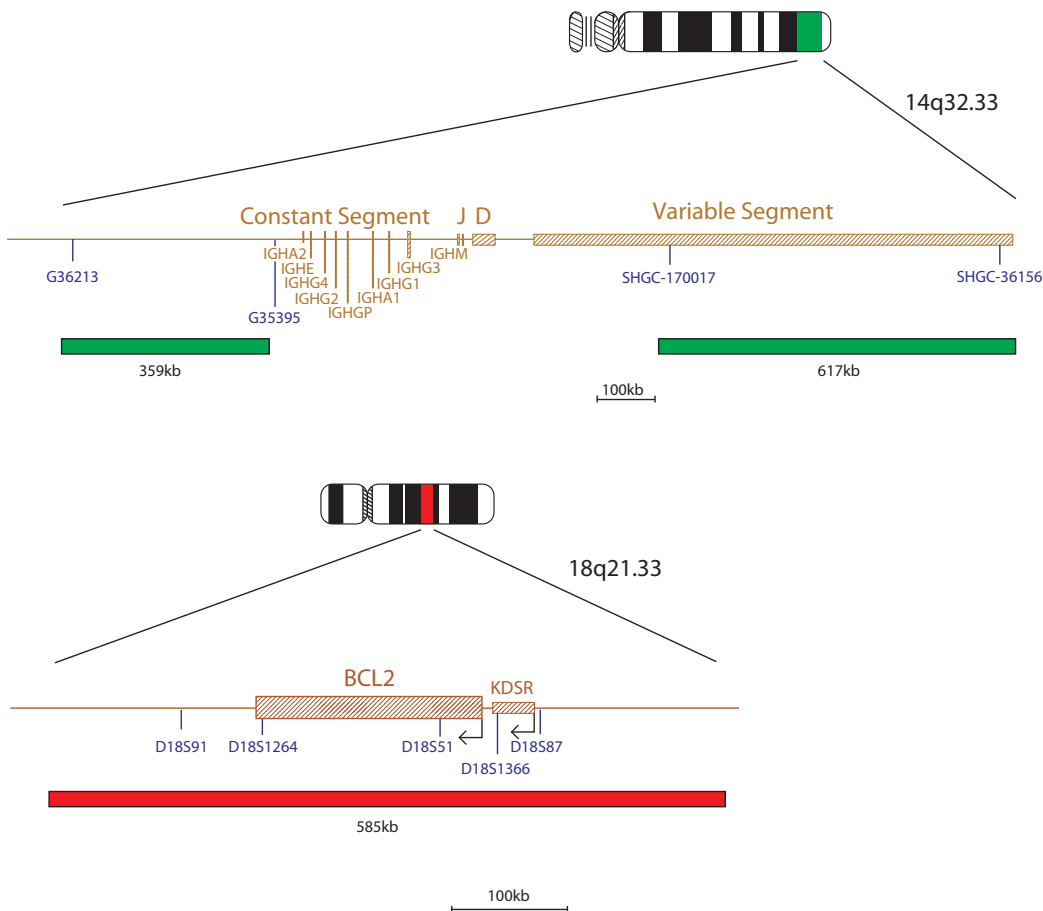 14q32.33
Constant Segment
J D
Variable Segment
G36213
G35395
IGHA2
IGHE
IGHG4
IGHG2
IGHGP
IGHA1
IGHG1
IGHG3
IGHM
SHGC-170017
SHGC-36156
359kb
617kb
100kb
18q21.33
BCL2
KDSR
D18S91
D18S1264
D18S51
D18S1366
D18S87
585kb
100kb